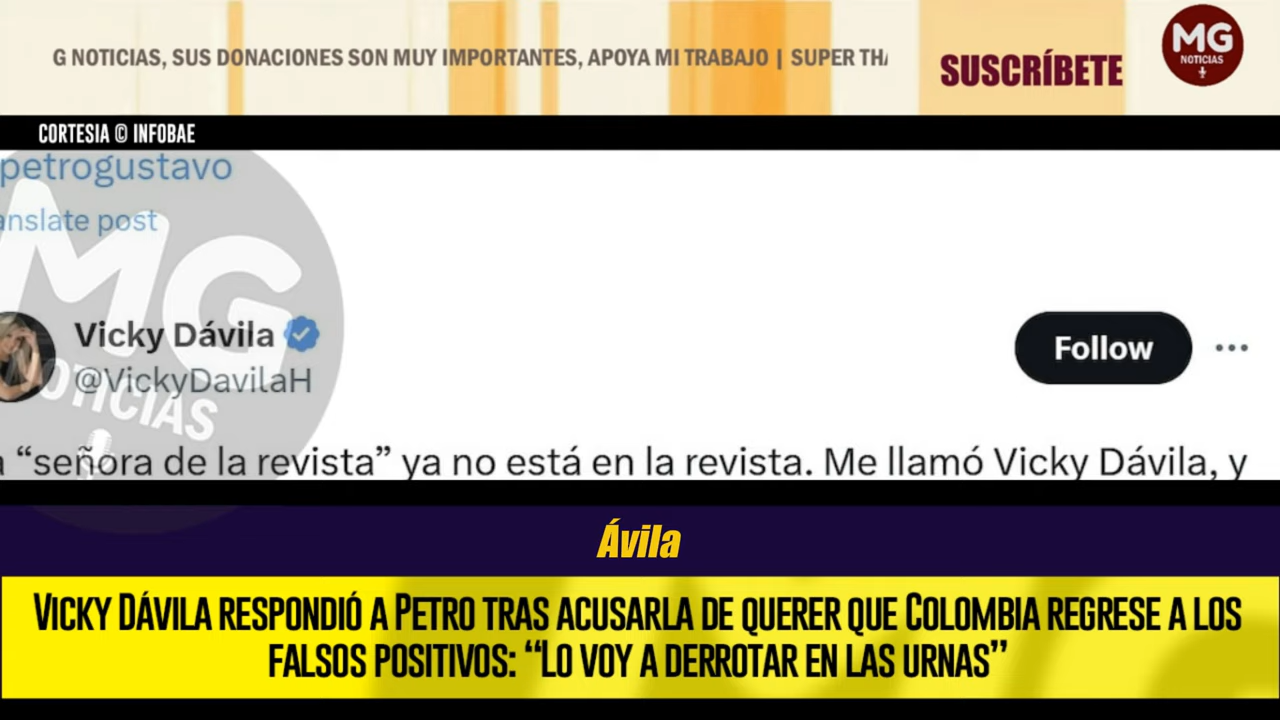 G NOTICIAS, SUS DONACIONES SON MUY IMPORTANTES, APOYA MI TRABAJO | SUPER THA
SUSCRÍBETE
MG
NOTICIAS
CORTESIA © INFOBAE
petrogustavo
anslate post
MG
NOTICIAS
Vicky Dávila
@VickyDavilaH
Follow
a “señora de la revista” ya no está en la revista. Me llamó Vicky Dávila, y
Ávila
VICKY DÁVILA RESPONDIÓ A PETRO TRAS ACUSARLA DE QUERER QUE COLOMBIA REGRESE A LOS
FALSOS POSITIVOS: “LO VOY A DERROTAR EN LAS URNAS”